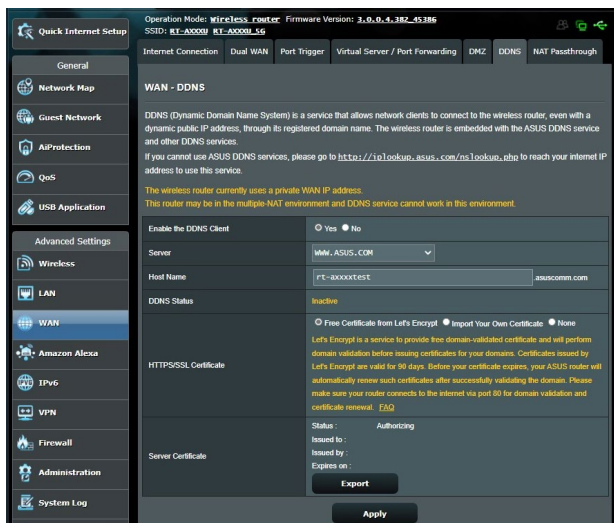 Quick Internet Setup
General
Network Map
Guest Network
AiProtection
QoS
USB Application
Advanced Settings
Wireless
LAN
WAN
Amazon Alexa
IPv6
VPN
Firewall
Administration
System Log
Operation Mode: Wireless router Firmware Version: 3.0.0.4.382_45386
SSID: RT-AXXXU RT-AXXXU_5G
Internet Connection Dual WAN Port Trigger Virtual Server / Port Forwarding DMZ DDNS NAT Passthrough
WAN - DDNS
DDNS (Dynamic Domain Name System) is a service that allows network clients to connect to the wireless router, even with a
dynamic public IP address, through its registered domain name. The wireless router is embedded with the ASUS DDNS service
and other DDNS services.
If you cannot use ASUS DDNS services, please go to http://iplookup.asus.com/nslookup.php to reach your internet IP
address to use this service.
The wireless router currently uses a private WAN IP address.
This router may be in the multiple-NAT environment and DDNS service cannot work in this environment.
Enable the DDNS Client Yes No
Server WWW.ASUS.COM
Host Name rt-axxxxtest .asuscomm.com
DDNS Status Inactive
HTTPS/SSL Certificate
Free Certificate from Let's Encrypt Import Your Own Certificate None
Let's Encrypt is a service to provide free domain-validated certificate and will perform
domain validation before issuing certificates for your domains. Certificates issued by
Let's Encrypt are valid for 90 days. Before your certificate expires, your ASUS router will
automatically renew such certificates after successfully validating the domain. Please
make sure your router connects to the internet via port 80 for domain validation and
certificate renewal. FAQ
Server Certificate
Status : Authorizing
Issued to :
Issued by :
Expires on :
Export
Apply